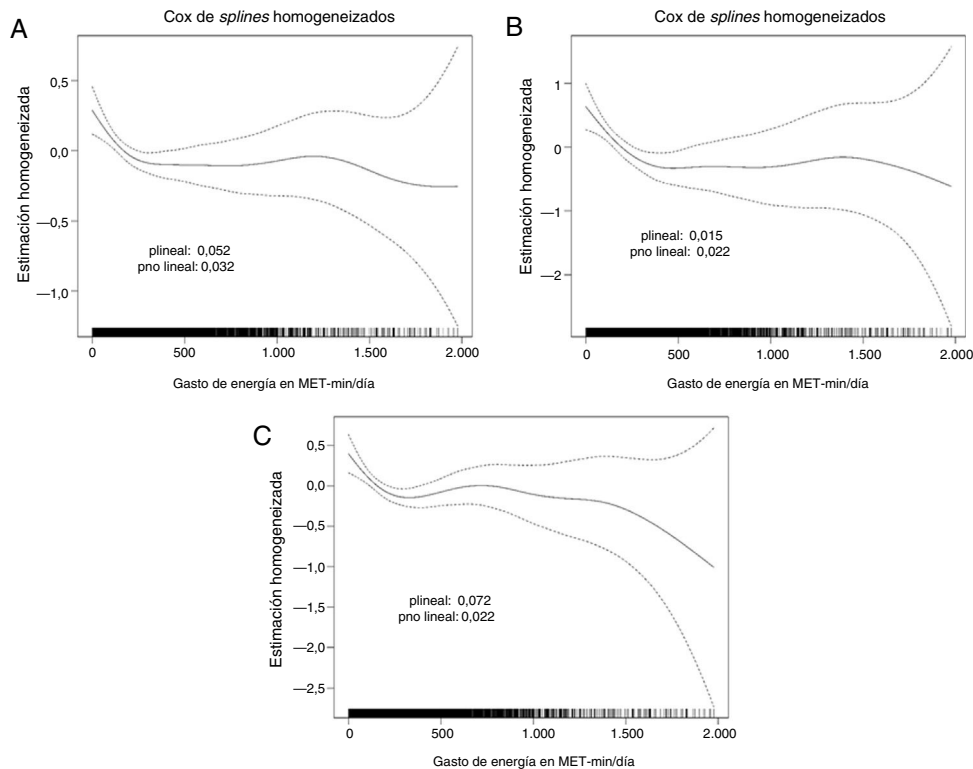 A
Cox de splines homogeneizados
Estimación homogeneizada
0,5
0,0
—0,5
—1,0
plineal: 0,052
pno lineal: 0,032
0
500
1.000
1.500
2.000
Gasto de energía en MET-min/día
B
Cox de splines homogeneizados
Estimación homogeneizada
1
0
—1
—2
plineal: 0,015
pno lineal: 0,022
0
500
1.000
1.500
2.000
Gasto de energía en MET-min/día
C
Estimación homogeneizada
0,5
0,0
—0,5
—1,0
—1,5
—2,0
—2,5
plineal: 0,072
pno lineal: 0,022
0
500
1.000
1.500
2.000
Gasto de energía en MET-min/día